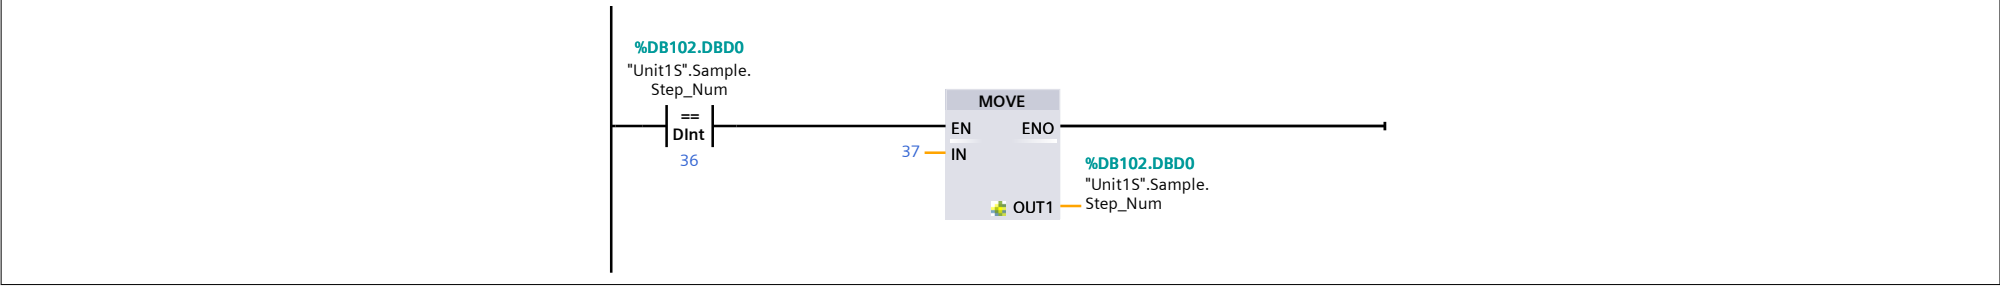 %DB102.DBD0
"Unit1S".Sample.
Step_Num
==
DInt
36
MOVE
EN ENO
37 IN
%DB102.DBD0
"Unit1S".Sample.
OUT1 Step_Num